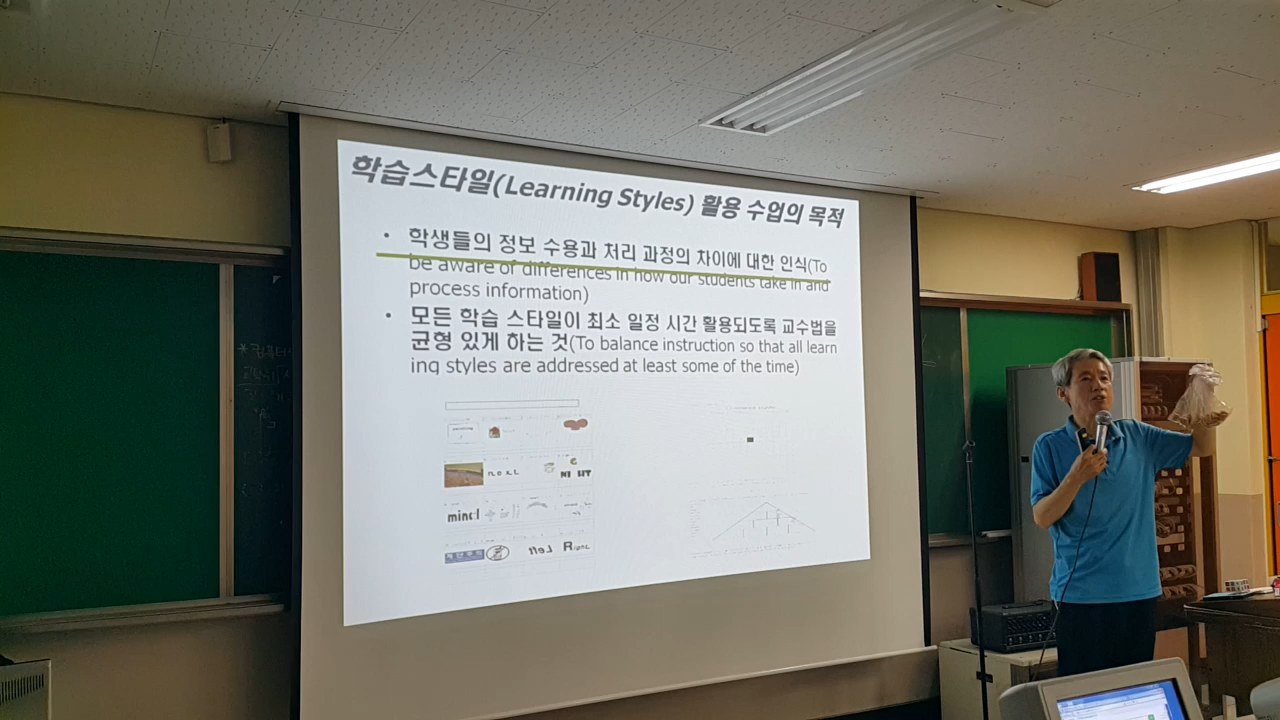 학습스타일(Learning Styles) 활용 수업의 목적
• 학생들의 정보 수용과 처리 과정의 차이에 대한 인식(To
be aware of differences in how our students take in and
process information)
• 모든 학습 스타일이 최소 일정 시간 활용되도록 교수법을
균형 있게 하는 것(To balance instruction so that all learn
ing styles are addressed at least some of the time)